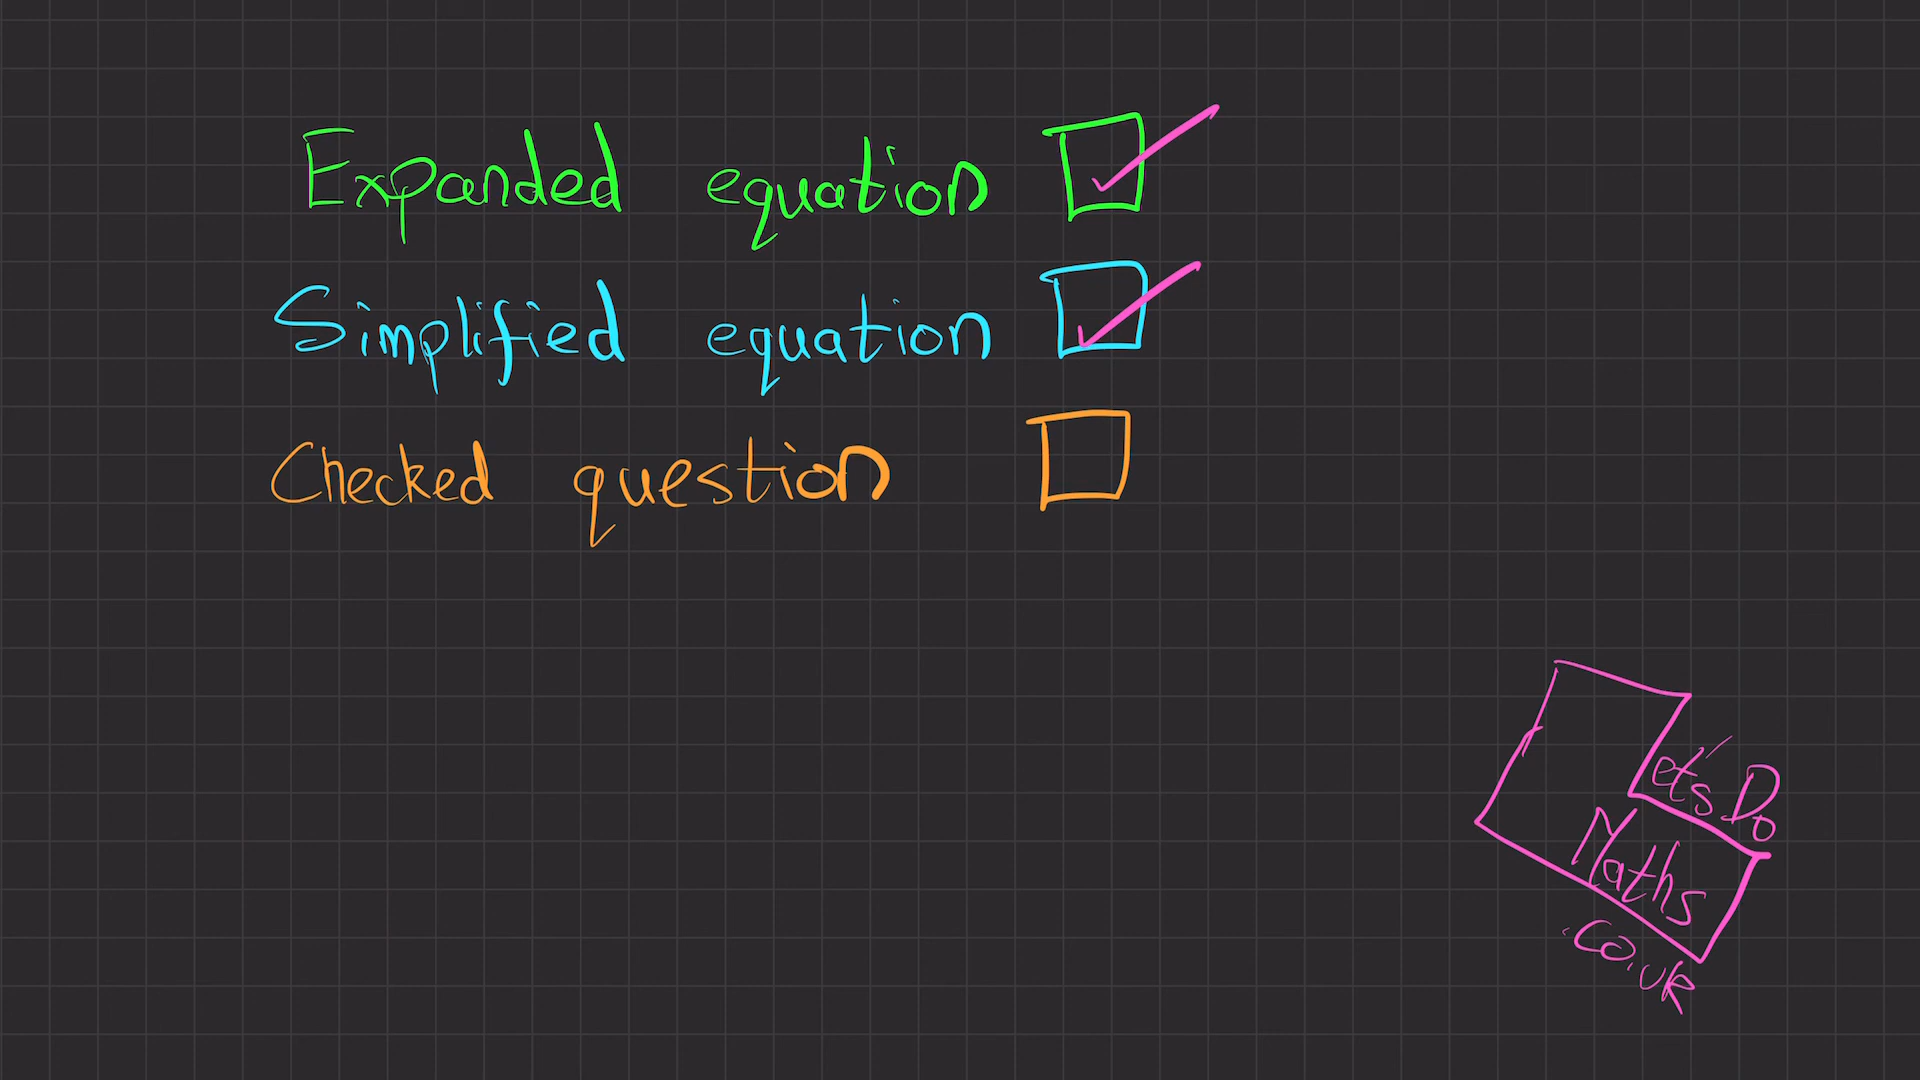 Expanded equation
Simplified equation
Checked question
Let's Do
Maths
.co.uk